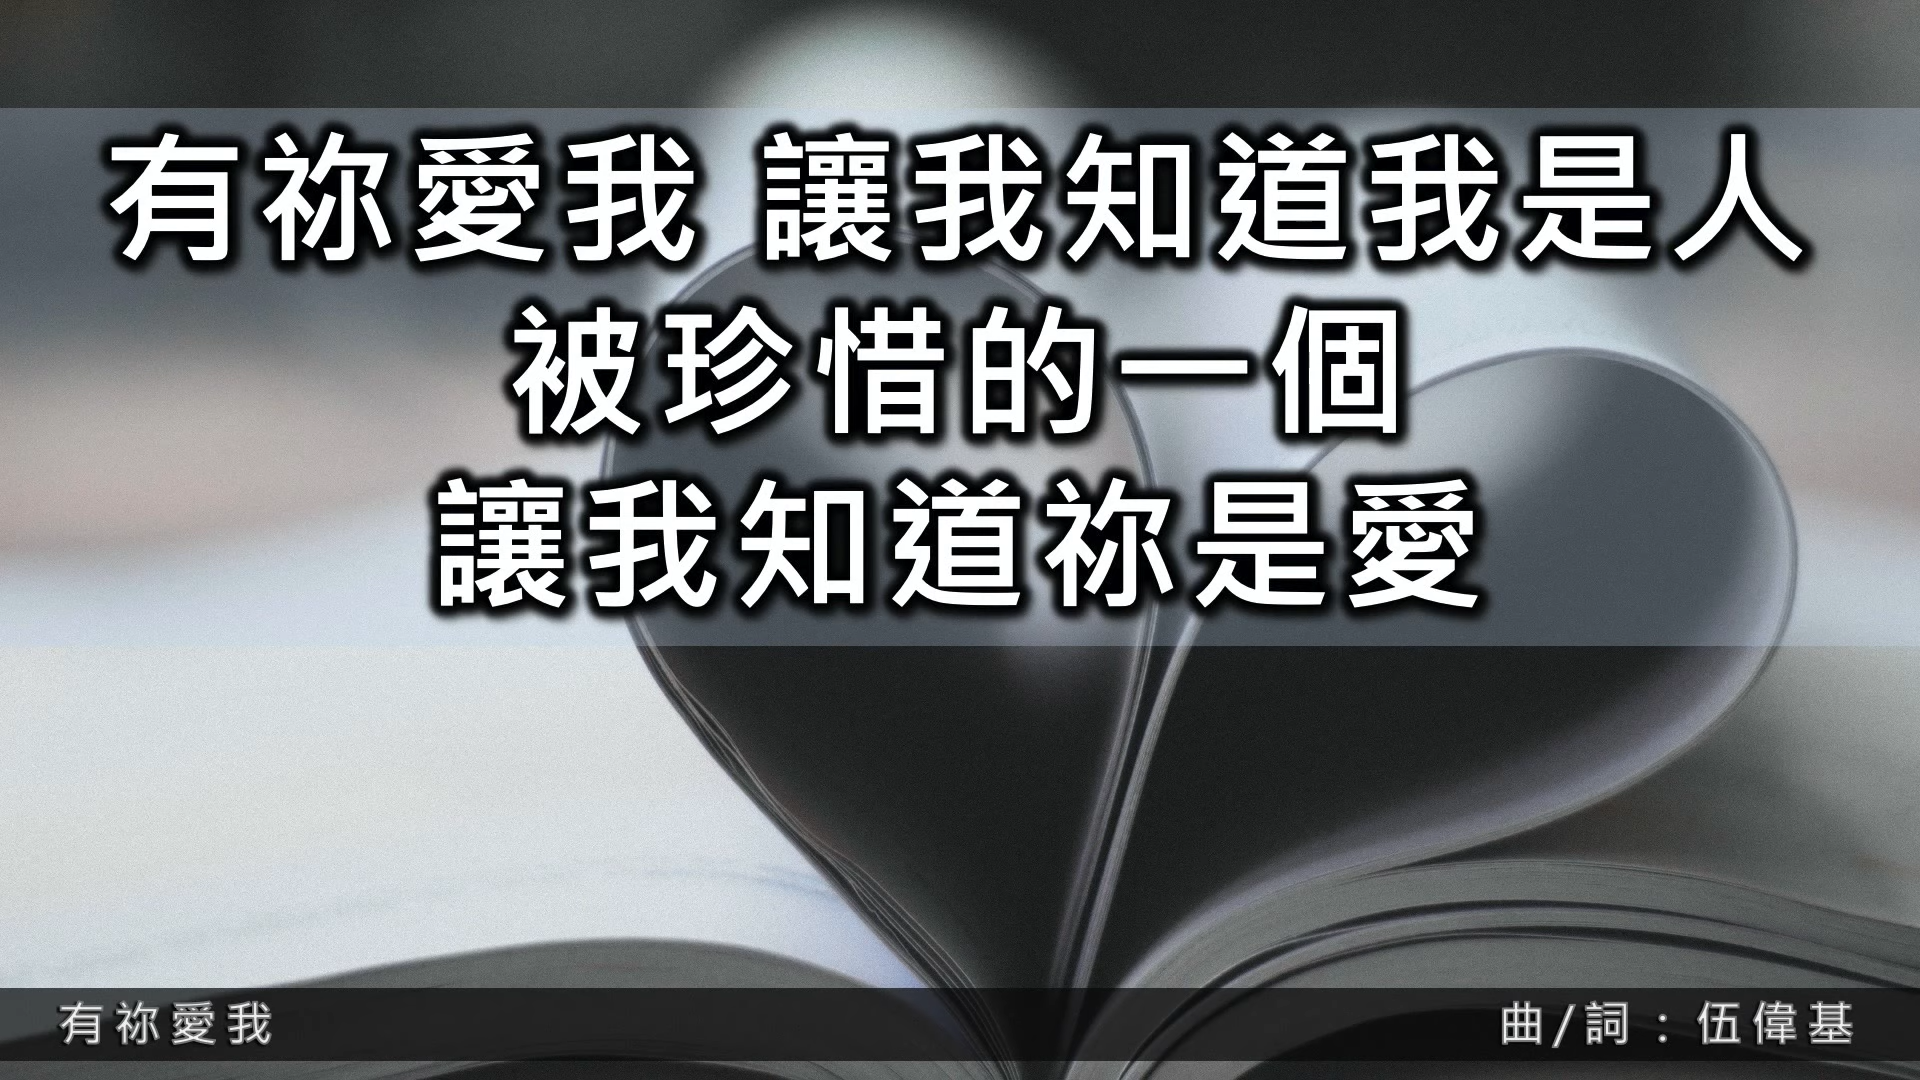 有祢愛我 讓我知道我是人
被珍惜的一個
讓我知道祢是愛
有祢愛我
曲/詞：伍偉基